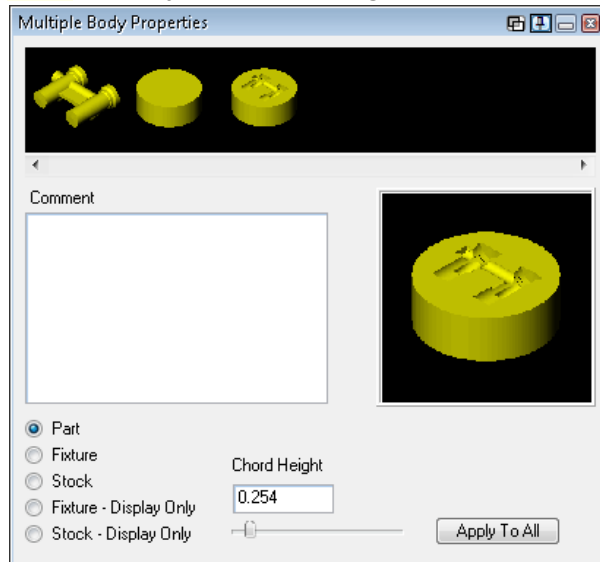 Multiple Body Properties
Comment
Part
Fixture
Stock
Fixture - Display Only
Stock - Display Only
Chord Height
0.254
Apply To All